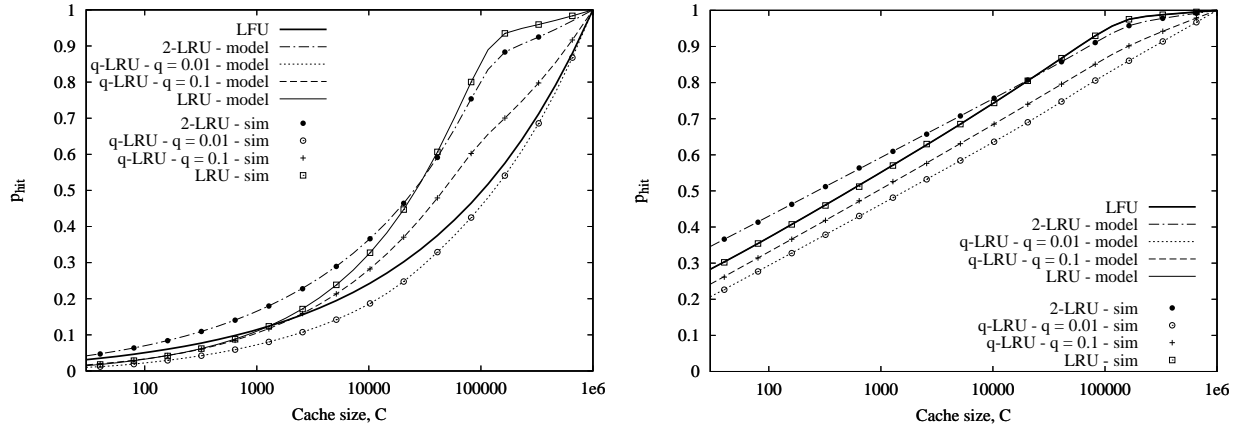 1
0.9
0.8
0.7
0.6
0.5
0.4
0.3
0.2
0.1
0
p_hit
100
1000
10000
100000
1e6
Cache size, C
LFU
2-LRU - model
q-LRU - q = 0.01 - model
q-LRU - q = 0.1 - model
LRU - model
2-LRU - sim
q-LRU - q = 0.01 - sim
q-LRU - q = 0.1 - sim
LRU - sim
1
0.9
0.8
0.7
0.6
0.5
0.4
0.3
0.2
0.1
0
p_hit
100
1000
10000
100000
1e6
Cache size, C
LFU
2-LRU - model
q-LRU - q = 0.01 - model
q-LRU - q = 0.1 - model
LRU - model
2-LRU - sim
q-LRU - q = 0.01 - sim
q-LRU - q = 0.1 - sim
LRU - sim